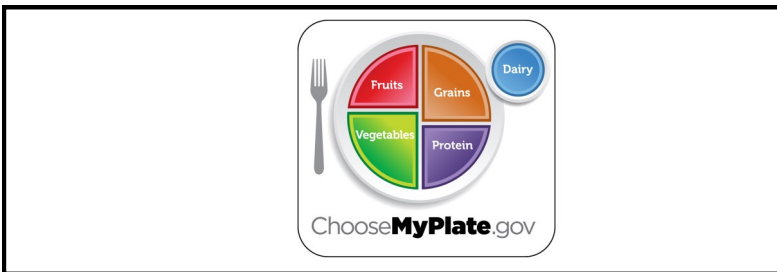 Dairy
Fruits
Grains
Vegetables
Protein
ChooseMyPlate.gov